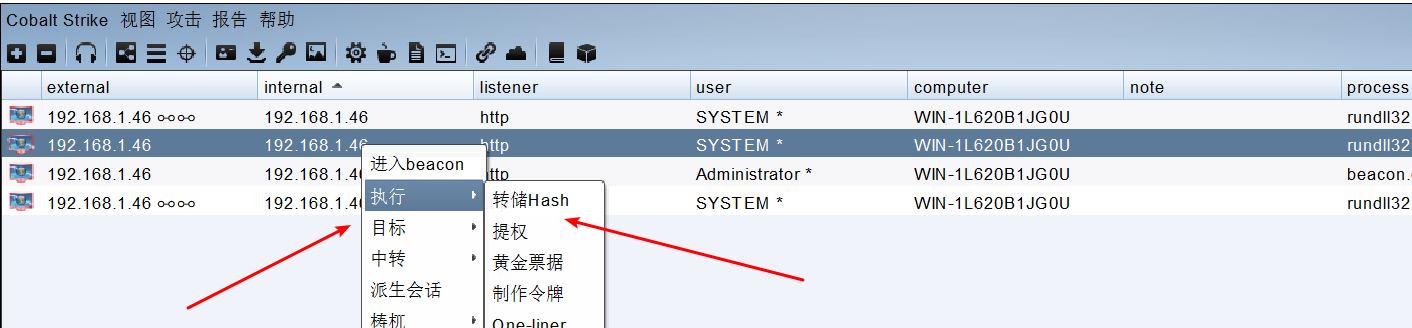 Cobalt Strike 视图 攻击 报告 帮助
external internal listener user computer note process
192.168.1.46 192.168.1.46 http SYSTEM * WIN-1L620B1JG0U rundll32
192.168.1.46 192.168.1.46 http SYSTEM * WIN-1L620B1JG0U rundll32
192.168.1.46 192.168.1.46 http Administrator * WIN-1L620B1JG0U beacon.
192.168.1.46 192.168.1.46 SYSTEM * WIN-1L620B1JG0U rundll32
进入beacon
执行
目标
中转
派生会话
梼杌
转储Hash
提权
黄金票据
制作令牌
One-liner